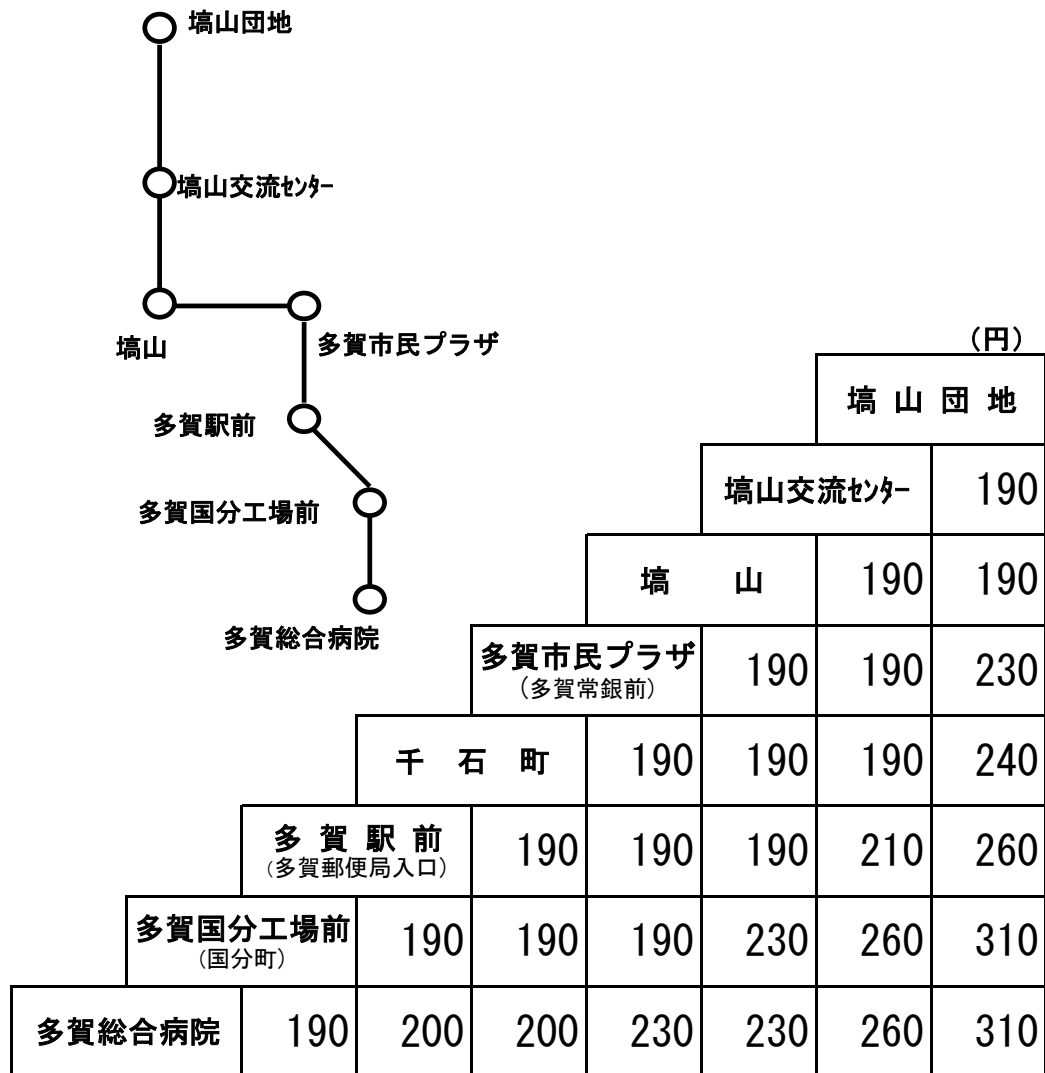 塙山団地
塙山交流ｾﾝﾀｰ
塙山
多賀市民プラザ
多賀駅前
多賀国分工場前
多賀総合病院
（円）
塙山団地
塙山交流ｾﾝﾀｰ 190
塙山 190 190
多賀市民プラザ 190 190 230
（多賀常銀前）
千石町 190 190 190 240
多賀駅前 190 190 190 210 260
（多賀郵便局入口）
多賀国分工場前 190 190 190 230 260 310
（国分町）
多賀総合病院 190 200 200 230 230 260 310